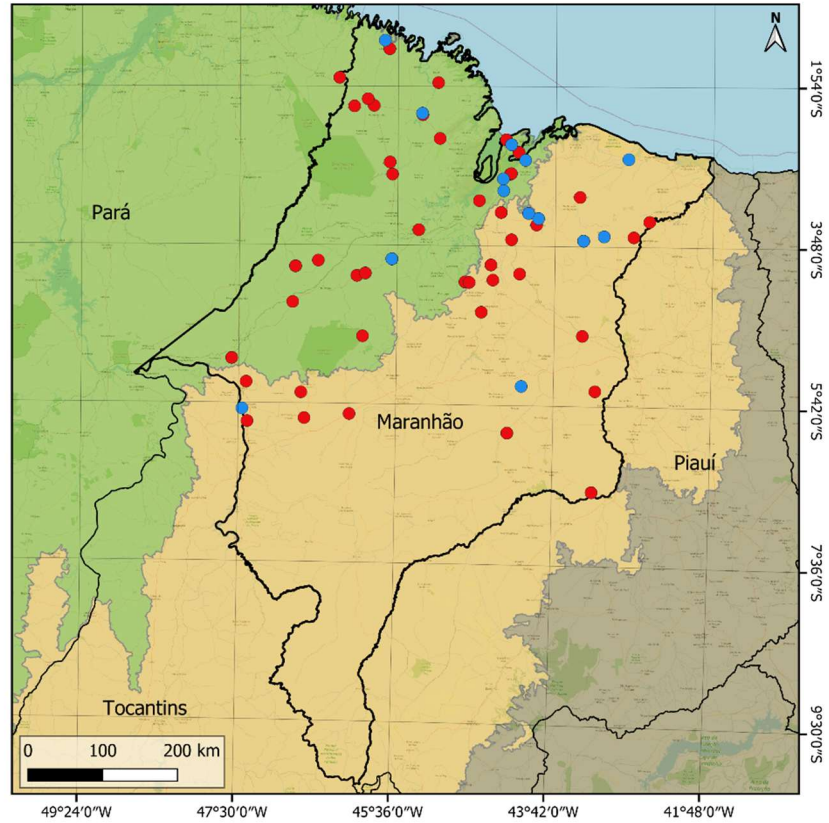 N
1°54′0″S
Pará
3°48′0″S
Maranhão
5°42′0″S
Piauí
7°36′0″S
Tocantins
9°30′0″S
0 100 200 km
49°24′0″W 47°30′0″W 45°36′0″W 43°42′0″W 41°48′0″W